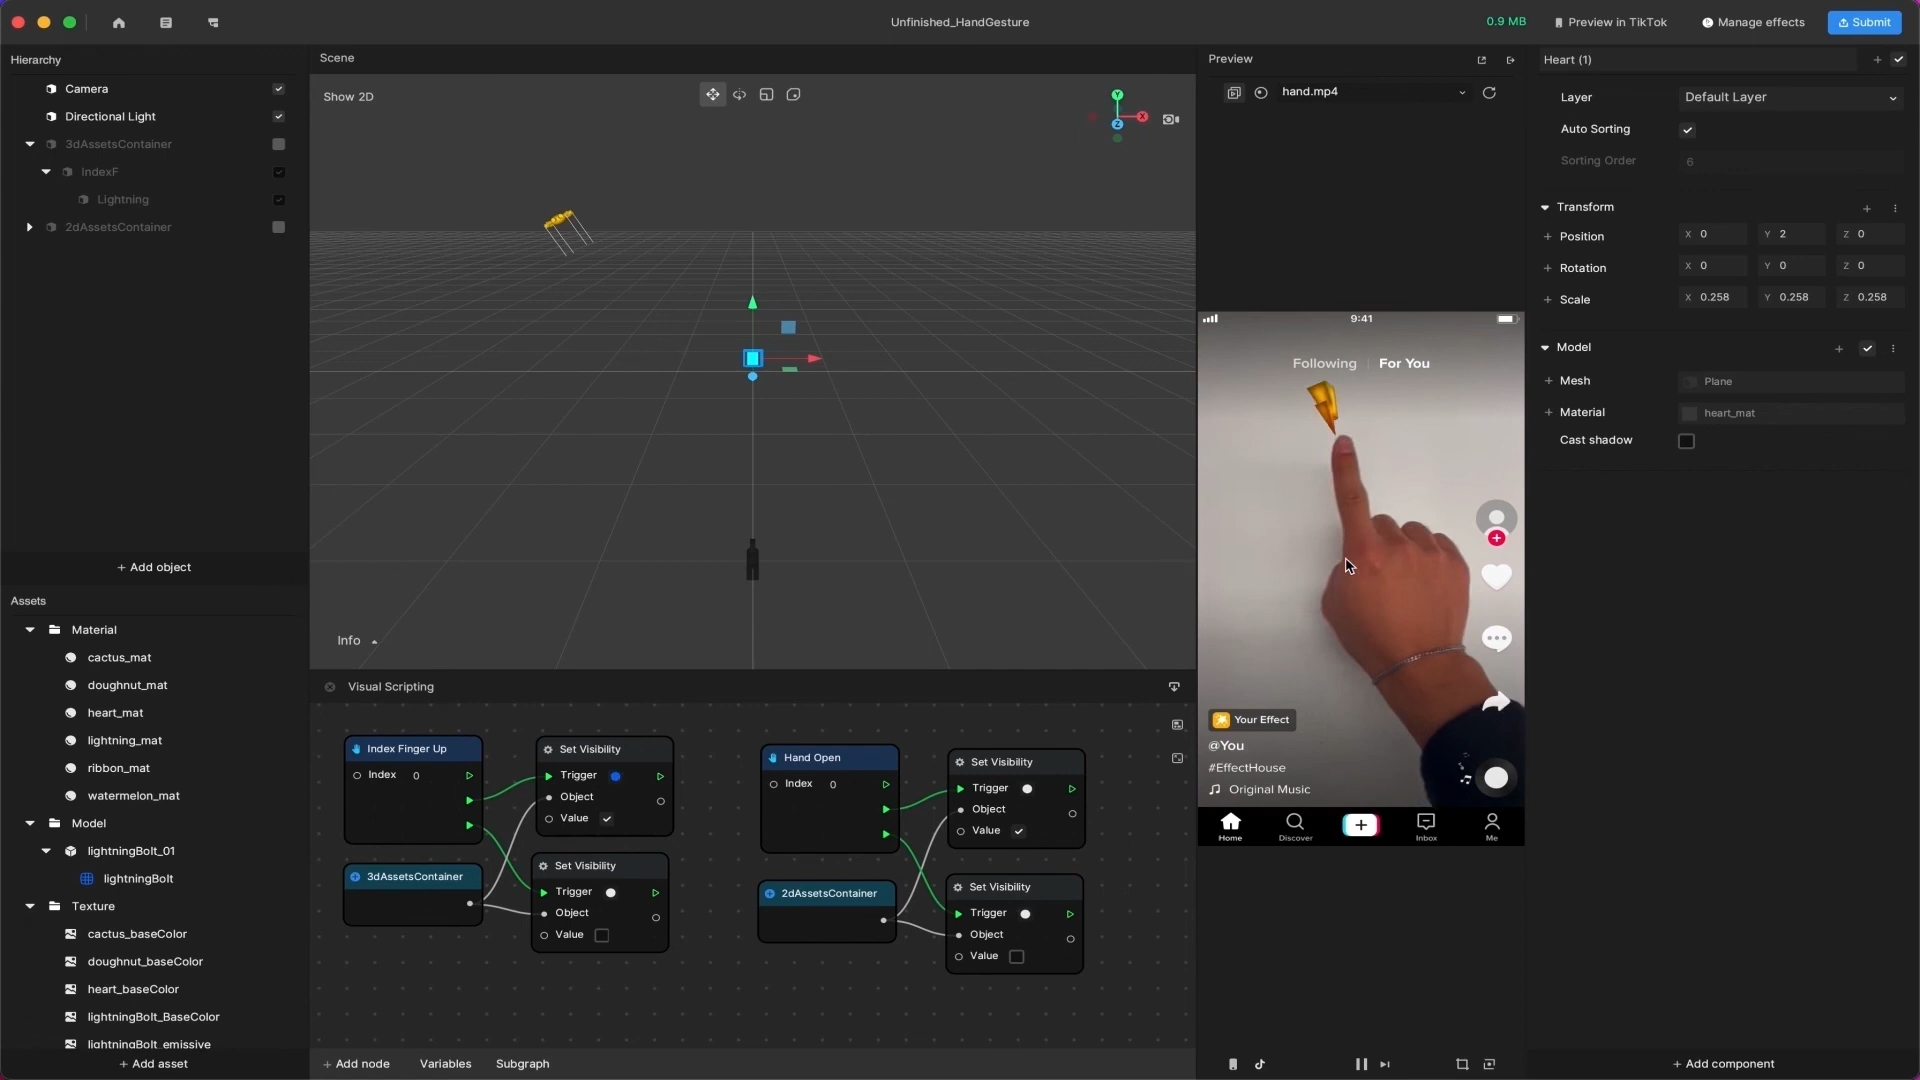 Unfinished_HandGesture
0.9 MB
Preview in TikTok
Manage effects
Submit
Hierarchy
Camera
Directional Light
3dAssetsContainer
IndexF
Lightning
2dAssetsContainer
+ Add object
Assets
Material
cactus_mat
doughnut_mat
heart_mat
lightning_mat
ribbon_mat
watermelon_mat
Model
lightningBolt_01
lightningBolt
Texture
cactus_baseColor
doughnut_baseColor
heart_baseColor
lightningBolt_BaseColor
lightningBolt_emissive
+ Add asset
Scene
Show 2D
Y
X
Z
Info
Visual Scripting
Index Finger Up
Index 0
3dAssetsContainer
Set Visibility
Trigger
Object
Value
Set Visibility
Trigger
Object
Value
Hand Open
Index 0
2dAssetsContainer
Set Visibility
Trigger
Object
Value
Set Visibility
Trigger
Object
Value
+ Add node
Variables
Subgraph
Preview
hand.mp4
9:41
Following
For You
Your Effect
@You
#EffectHouse
Original Music
Home
Discover
Inbox
Me
Heart (1)
Layer
Default Layer
Auto Sorting
Sorting Order
6
Transform
Position
X 0
Y 2
Z 0
Rotation
X 0
Y 0
Z 0
Scale
X 0.258
Y 0.258
Z 0.258
Model
Mesh
Plane
Material
heart_mat
Cast shadow
+ Add component